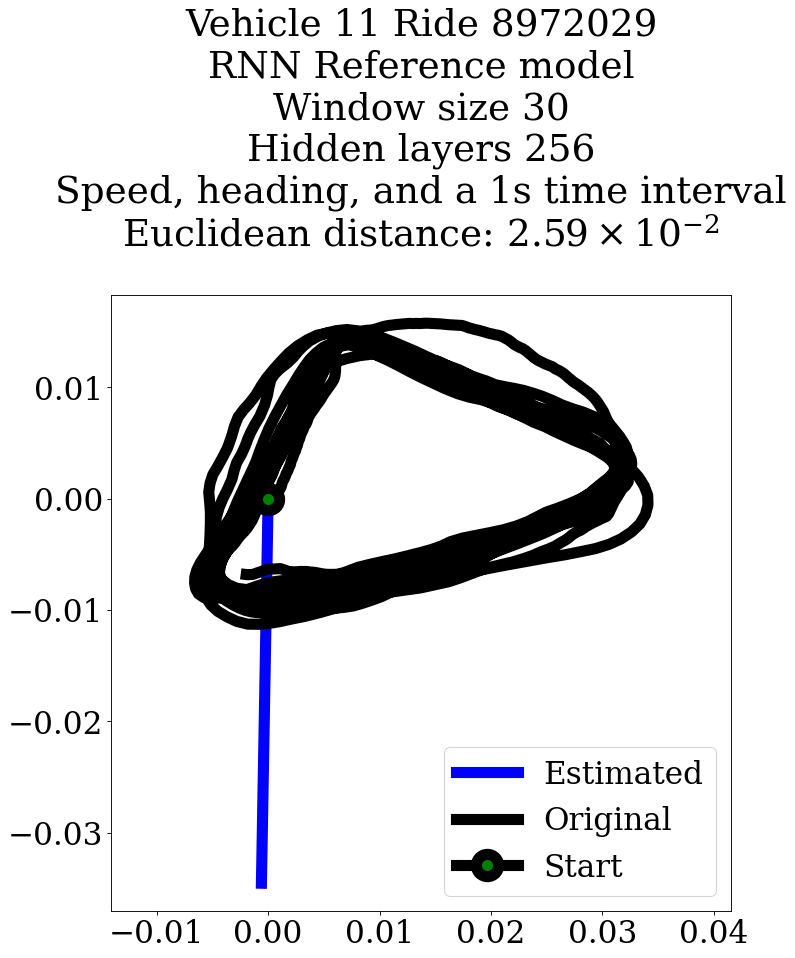 Vehicle 11 Ride 8972029
RNN Reference model
Window size 30
Hidden layers 256
Speed, heading, and a 1s time interval
Euclidean distance: 2.59 × 10⁻²
0.01
0.00
−0.01
−0.02
−0.03
Estimated
Original
Start
−0.01 0.00 0.01 0.02 0.03 0.04